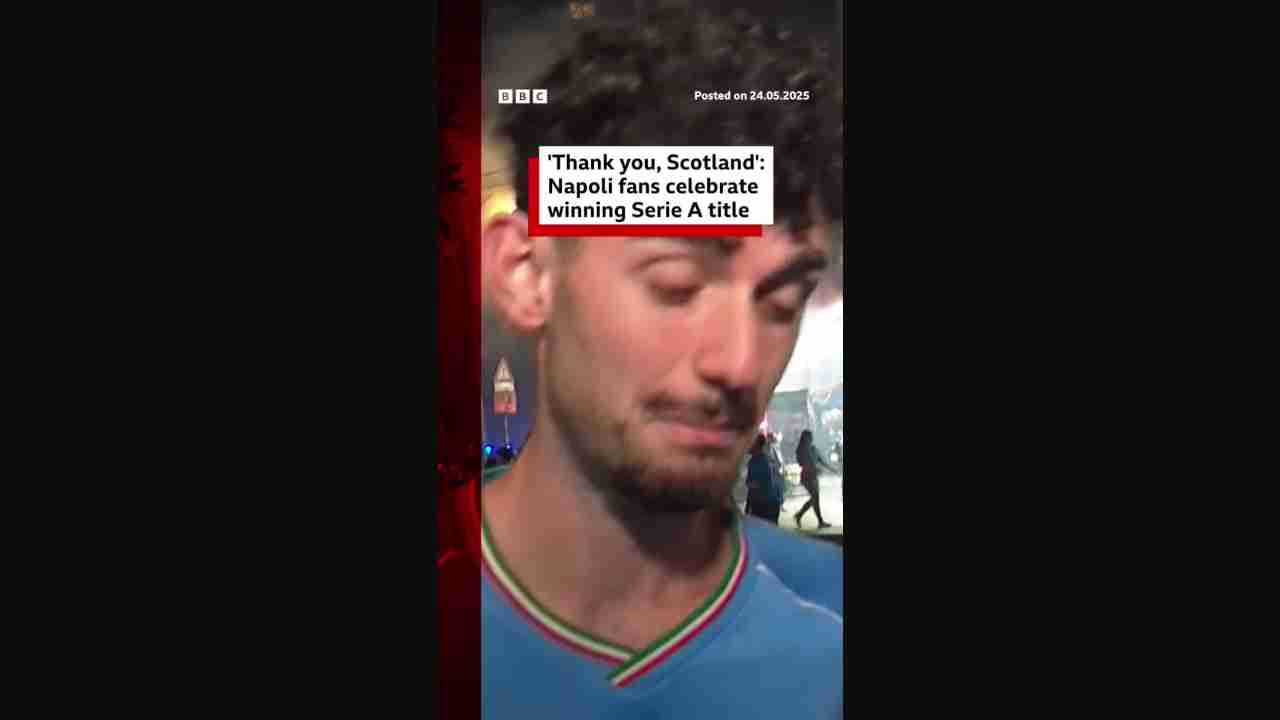 BBC
Posted on 24.05.2025
'Thank you, Scotland':
Napoli fans celebrate
winning Serie A title